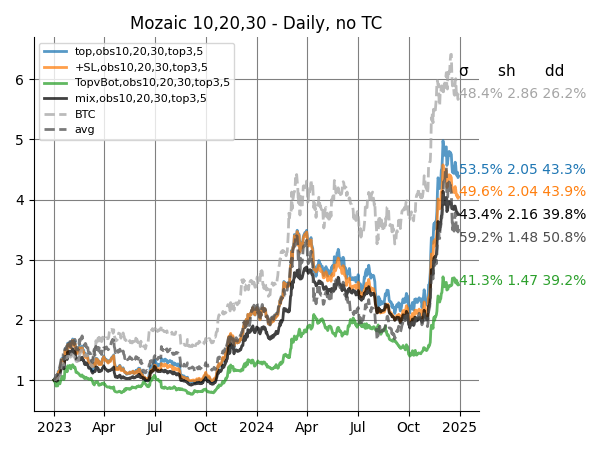 Mozaic 10,20,30 - Daily, no TC
top,obs10,20,30,top3,5
+SL,obs10,20,30,top3,5
TopvBot,obs10,20,30,top3,5
mix,obs10,20,30,top3,5
BTC
avg
σ sh dd
48.4% 2.86 26.2%
53.5% 2.05 43.3%
49.6% 2.04 43.9%
43.4% 2.16 39.8%
59.2% 1.48 50.8%
41.3% 1.47 39.2%
6
5
4
3
2
1
2023 Apr Jul Oct 2024 Apr Jul Oct 2025